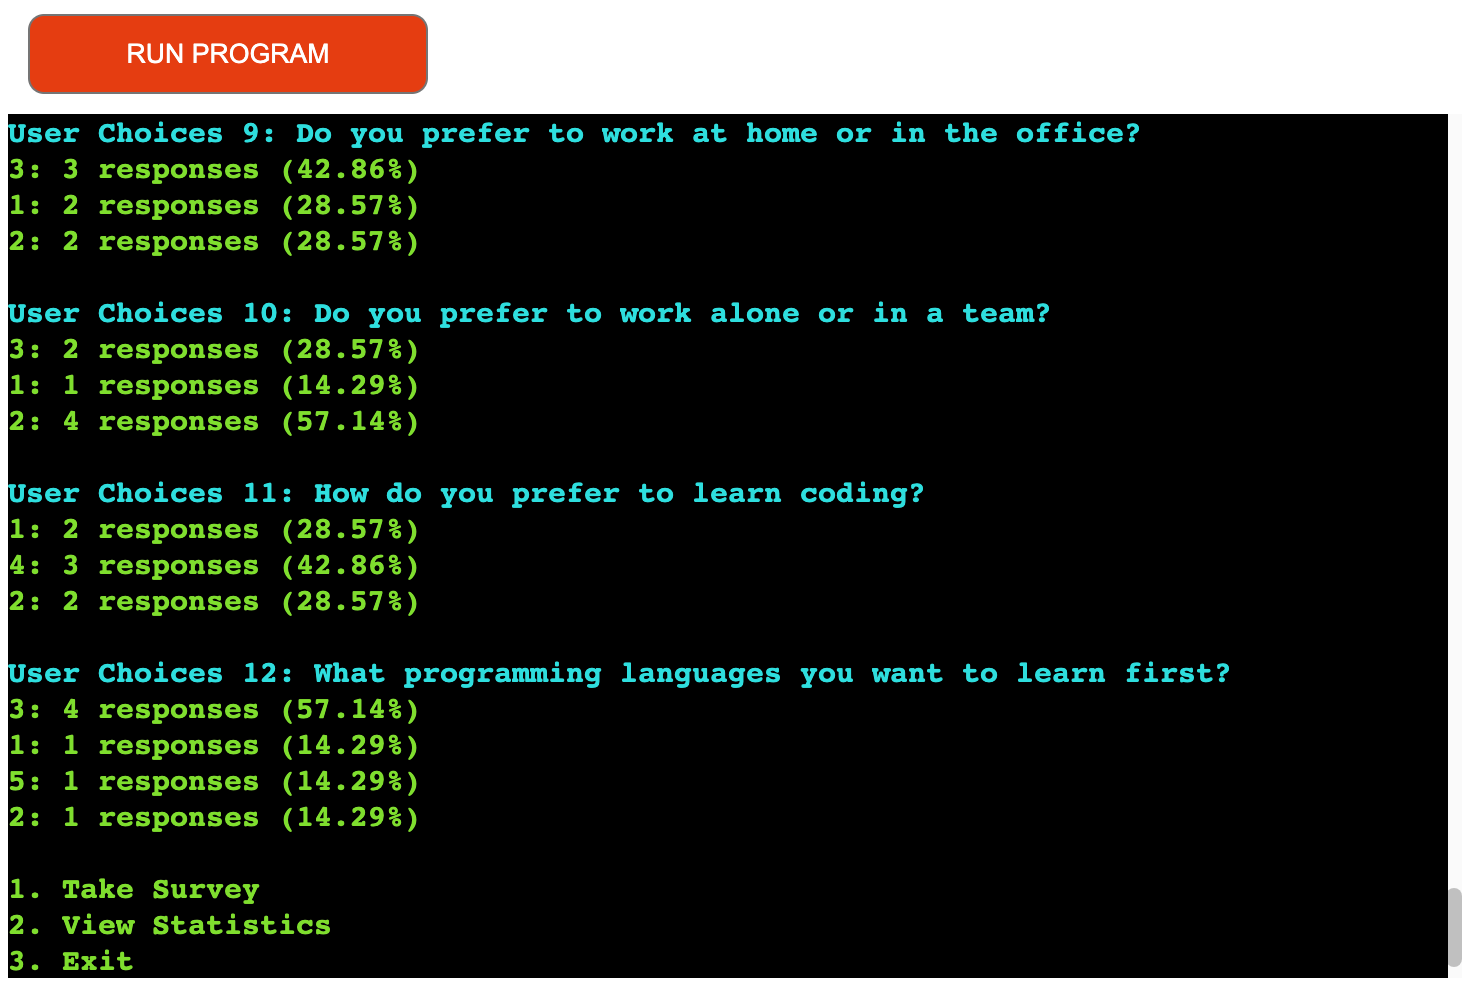 RUN PROGRAM
User Choices 9: Do you prefer to work at home or in the office?
3: 3 responses (42.86%)
1: 2 responses (28.57%)
2: 2 responses (28.57%)
User Choices 10: Do you prefer to work alone or in a team?
3: 2 responses (28.57%)
1: 1 responses (14.29%)
2: 4 responses (57.14%)
User Choices 11: How do you prefer to learn coding?
1: 2 responses (28.57%)
4: 3 responses (42.86%)
2: 2 responses (28.57%)
User Choices 12: What programming languages you want to learn first?
3: 4 responses (57.14%)
1: 1 responses (14.29%)
5: 1 responses (14.29%)
2: 1 responses (14.29%)
1. Take Survey
2. View Statistics
3. Exit